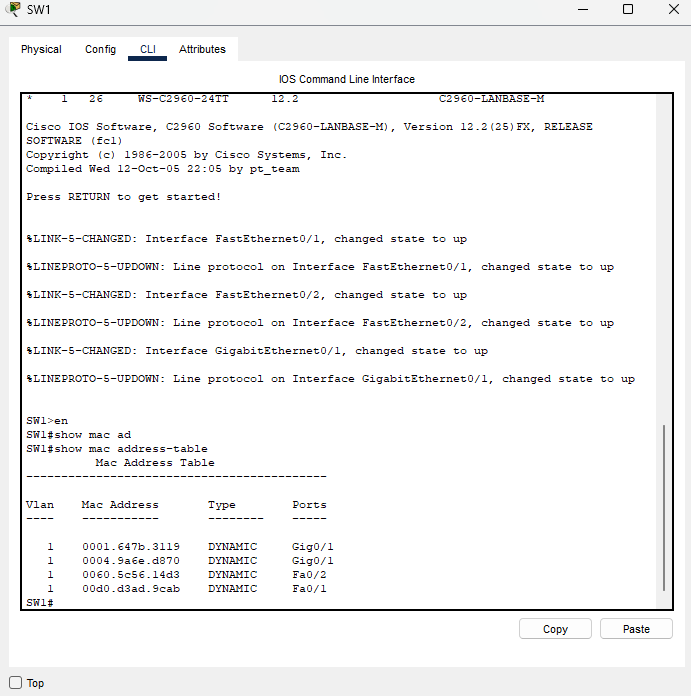 SW1
Physical Config CLI Attributes
IOS Command Line Interface
* 1 26 WS-C2960-24TT 12.2 C2960-LANBASE-M
Cisco IOS Software, C2960 Software (C2960-LANBASE-M), Version 12.2(25)FX, RELEASE
SOFTWARE (fc1)
Copyright (c) 1986-2005 by Cisco Systems, Inc.
Compiled Wed 12-Oct-05 22:05 by pt_team
Press RETURN to get started!
%LINK-5-CHANGED: Interface FastEthernet0/1, changed state to up
%LINEPROTO-5-UPDOWN: Line protocol on Interface FastEthernet0/1, changed state to up
%LINK-5-CHANGED: Interface FastEthernet0/2, changed state to up
%LINEPROTO-5-UPDOWN: Line protocol on Interface FastEthernet0/2, changed state to up
%LINK-5-CHANGED: Interface GigabitEthernet0/1, changed state to up
%LINEPROTO-5-UPDOWN: Line protocol on Interface GigabitEthernet0/1, changed state to up
SW1>en
SW1#show mac ad
SW1#show mac address-table
Mac Address Table
-------------------------------------------
Vlan Mac Address Type Ports
---- ----------- -------- -----
1 0001.647b.3119 DYNAMIC Gig0/1
1 0004.9a6e.d870 DYNAMIC Gig0/1
1 0060.5c56.14d3 DYNAMIC Fa0/2
1 00d0.d3ad.9cab DYNAMIC Fa0/1
SW1#
Copy Paste
Top